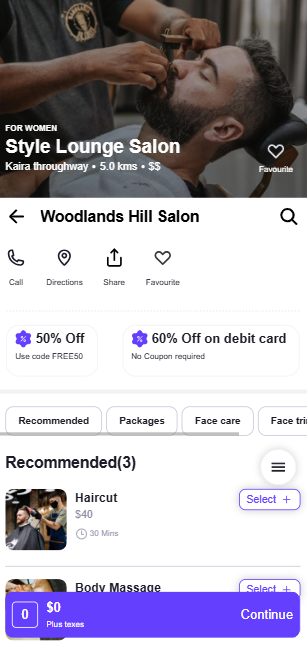 FOR WOMEN
Style Lounge Salon
Kaira throughway • 5.0 kms • $$
Favourite
Woodlands Hill Salon
Call
Directions
Share
Favourite
50% Off
Use code FREE50
60% Off on debit card
No Coupon required
Recommended
Packages
Face care
Face tri
Recommended(3)
Haircut
$40
30 Mins
Select +
Body Massage
Select +
0
$0
Plus texes
Continue